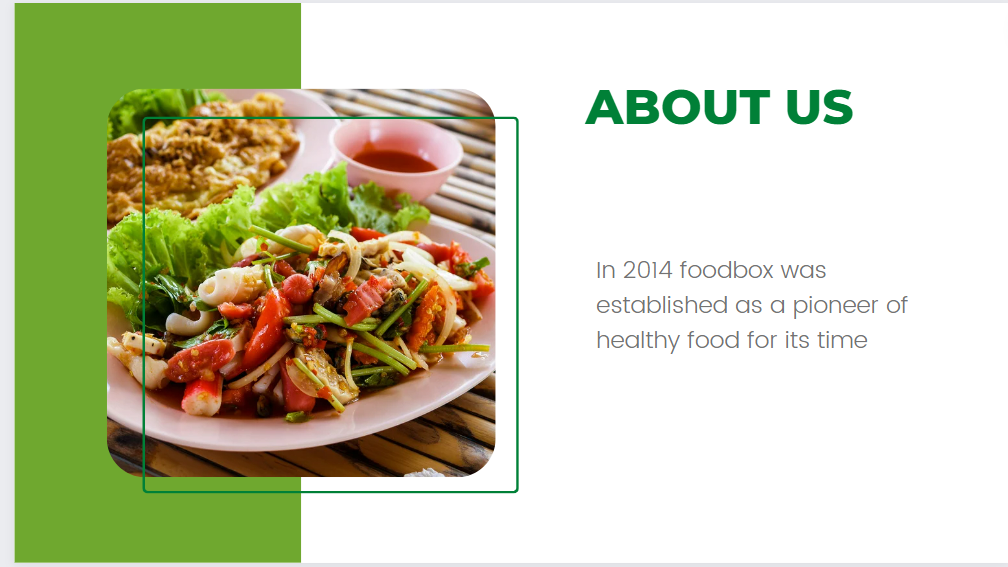 ABOUT US
In 2014 foodbox was
established as a pioneer of
healthy food for its time